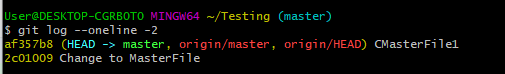 User@DESKTOP-CGRBOTO MINGW64 ~/Testing (master)
$ git log --oneline -2
af357b8 (HEAD -> master, origin/master, origin/HEAD) CMasterFile1
2c01009 Change to MasterFile